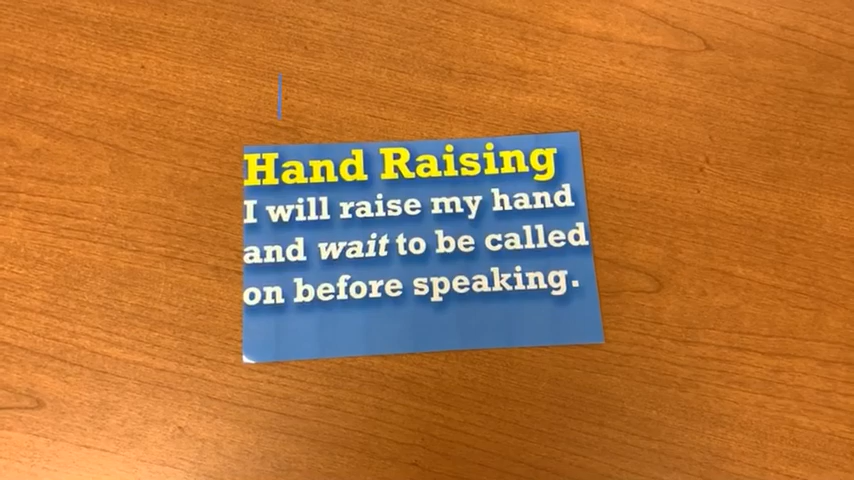 Hand Raising
I will raise my hand
and wait to be called
on before speaking.